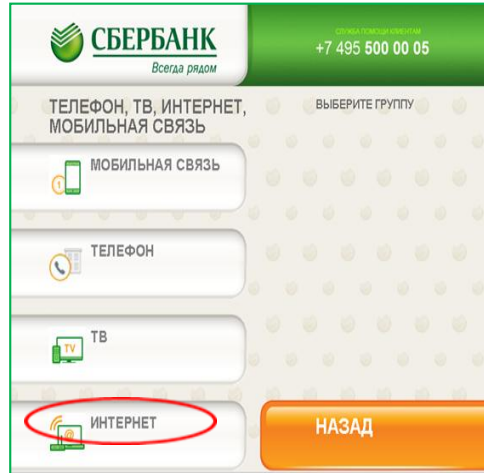 СБЕРБАНК
Всегда рядом
СЛУЖБА ПОМОЩИ КЛИЕНТАМ
+7 495 500 00 05
ТЕЛЕФОН, ТВ, ИНТЕРНЕТ,
МОБИЛЬНАЯ СВЯЗЬ
ВЫБЕРИТЕ ГРУППУ
МОБИЛЬНАЯ СВЯЗЬ
1
ТЕЛЕФОН
ТВ
TV
ИНТЕРНЕТ
@
НАЗАД